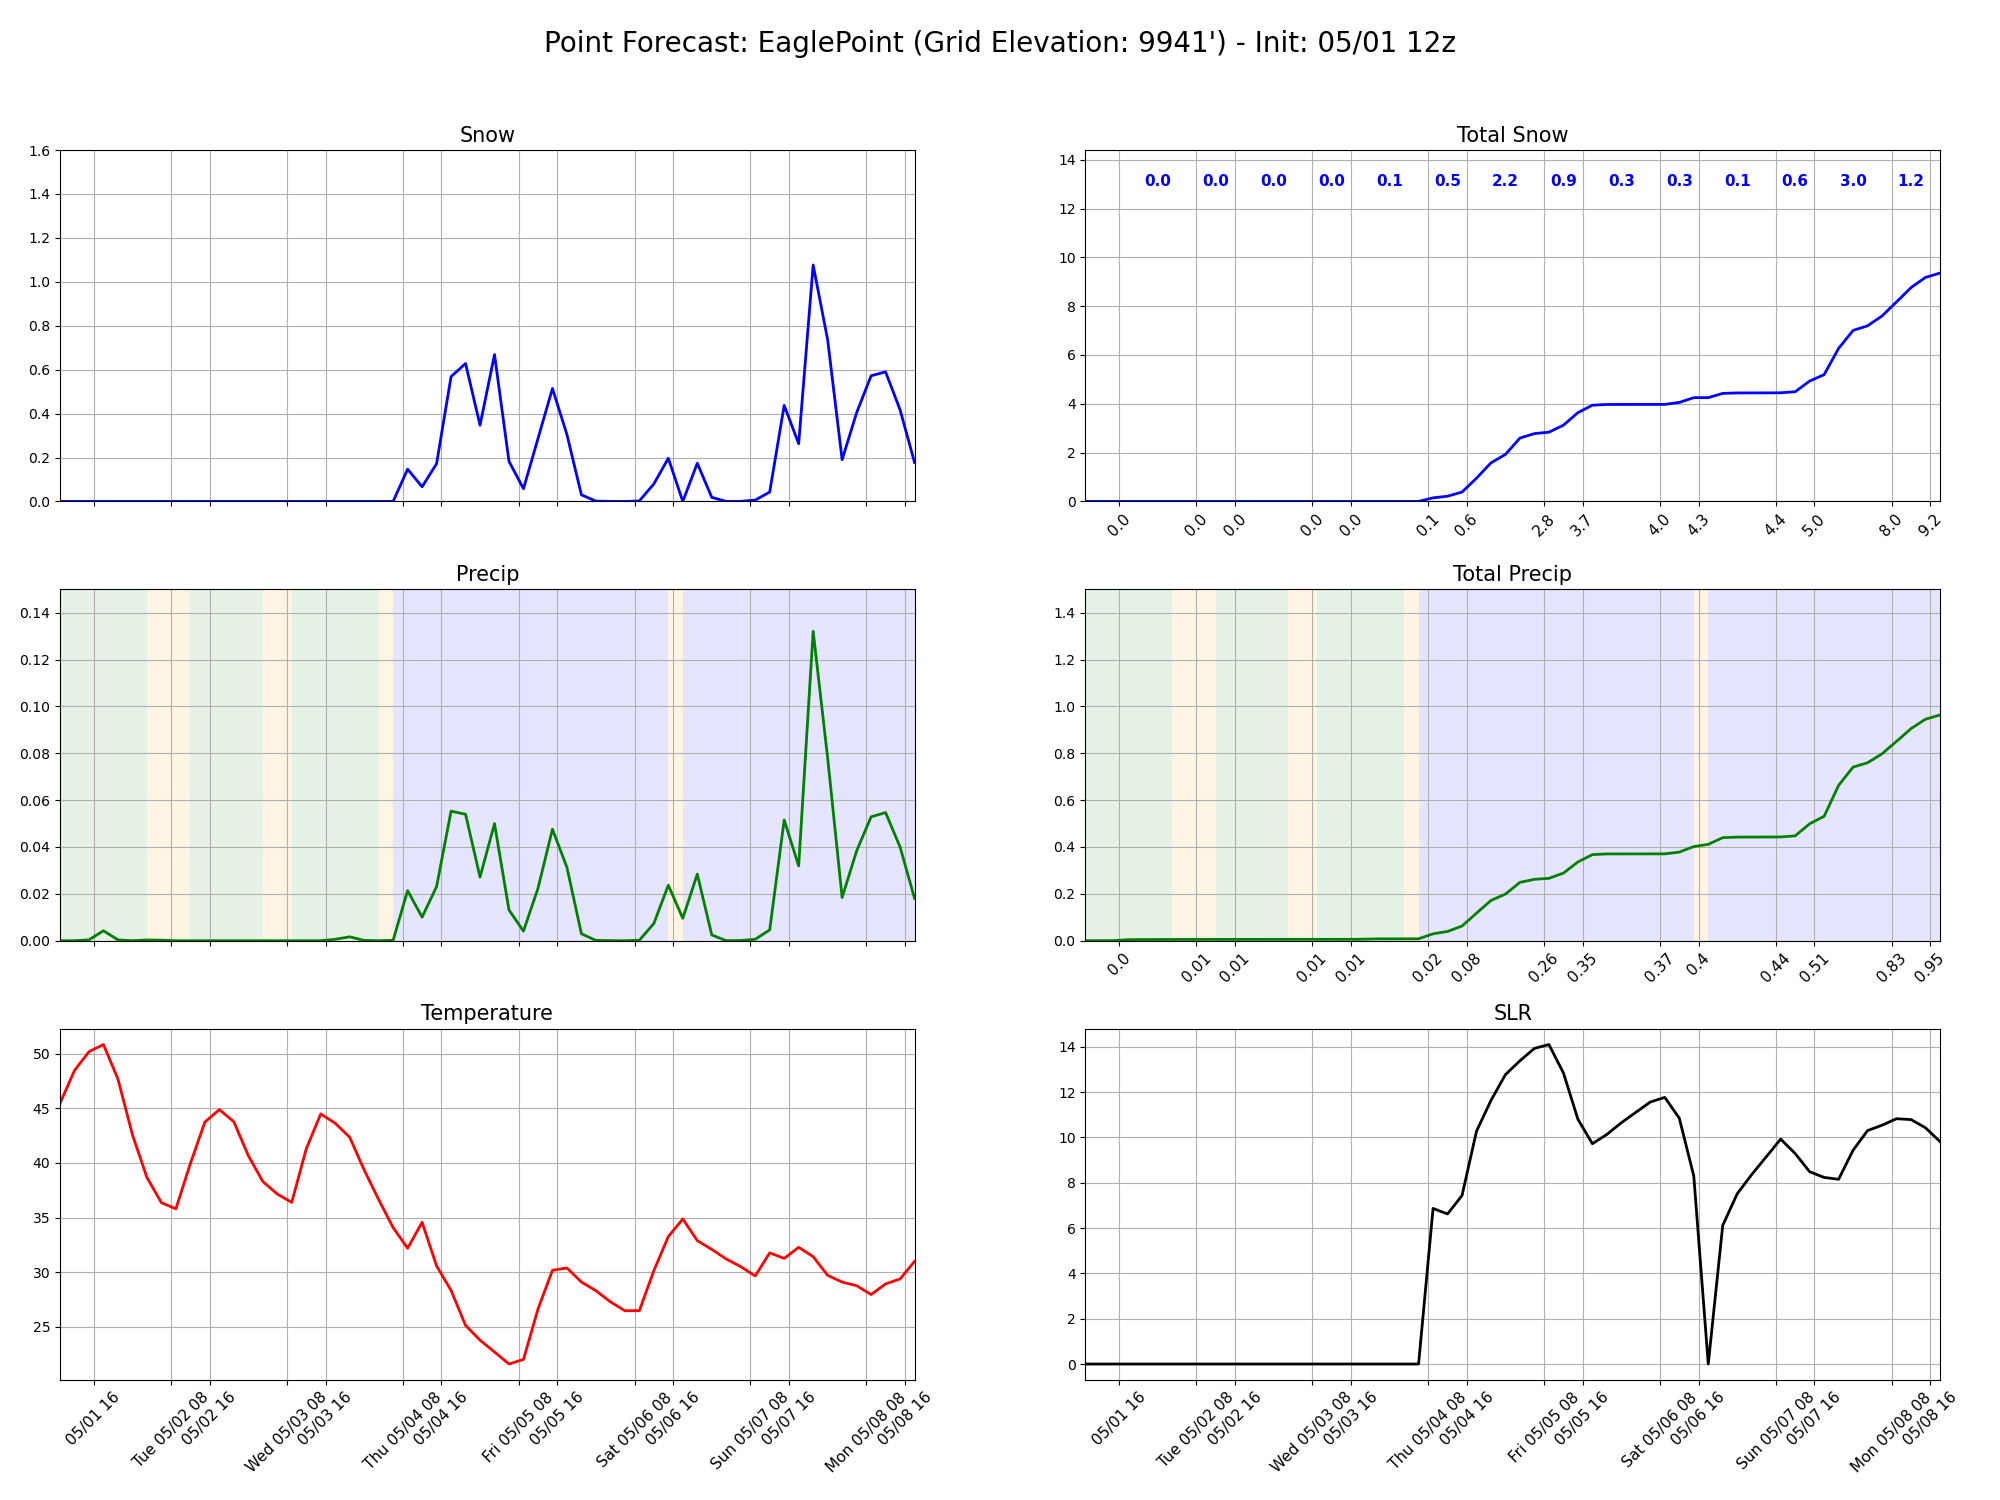 Point Forecast: EaglePoint (Grid Elevation: 9941') - Init: 05/01 12z
Snow
1.6
1.4
1.2
1.0
0.8
0.6
0.4
0.2
0.0
Total Snow
14
12
10
8
6
4
2
0
0.0 0.0 0.0 0.0 0.1 0.5 2.2 0.9 0.3 0.3 0.1 0.6 3.0 1.2
0.0 0.0 0.0 0.0 0.0 0.1 0.6 2.8 3.7 4.0 4.3 4.4 5.0 8.0 9.2
Precip
0.14
0.12
0.10
0.08
0.06
0.04
0.02
0.00
Total Precip
1.4
1.2
1.0
0.8
0.6
0.4
0.2
0.0
0.0 0.01 0.01 0.01 0.01 0.02 0.08 0.26 0.35 0.37 0.4 0.44 0.51 0.83 0.95
Temperature
50
45
40
35
30
25
05/01 16
Tue 05/02 08
05/02 16
Wed 05/03 08
05/03 16
Thu 05/04 08
05/04 16
Fri 05/05 08
05/05 16
Sat 05/06 08
05/06 16
Sun 05/07 08
05/07 16
Mon 05/08 08
05/08 16
SLR
14
12
10
8
6
4
2
0
05/01 16
Tue 05/02 08
05/02 16
Wed 05/03 08
05/03 16
Thu 05/04 08
05/04 16
Fri 05/05 08
05/05 16
Sat 05/06 08
05/06 16
Sun 05/07 08
05/07 16
Mon 05/08 08
05/08 16